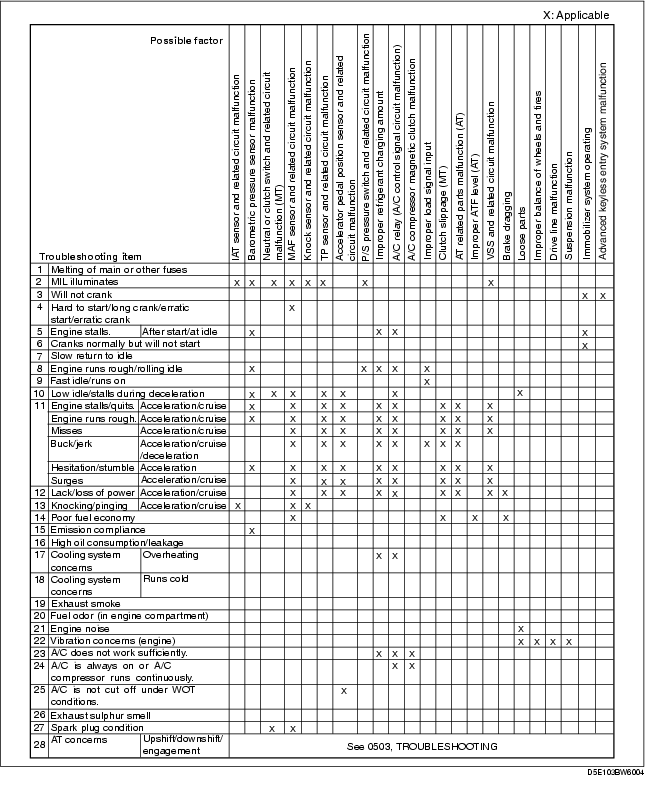 X: Applicable
Possible factor
Troubleshooting item
IAT sensor and related circuit malfunction
Barometric pressure sensor malfunction
Neutral or clutch switch and related circuit
malfunction (MT)
MAF sensor and related circuit malfunction
Knock sensor and related circuit malfunction
TP sensor and related circuit malfunction
Accelerator pedal position sensor and related
circuit malfunction
P/S pressure switch and related circuit malfunction
Improper refrigerant charging amount
A/C relay (A/C control signal circuit malfunction)
A/C compressor magnetic clutch malfunction
Improper load signal input
Clutch slippage (MT)
AT related parts malfunction (AT)
Improper ATF level (AT)
VSS and related circuit malfunction
Brake dragging
Loose parts
Improper balance of wheels and tires
Drive line malfunction
Suspension malfunction
Immobilizer system operating
Advanced keyless entry system malfunction
1 Melting of main or other fuses
2 MIL illuminates X X X X X X X X
3 Will not crank X X
4 Hard to start/long crank/erratic X
start/erratic crank
5 Engine stalls. After start/at idle X X X X
6 Cranks normally but will not start X
7 Slow return to idle
8 Engine runs rough/rolling idle X X X X X
9 Fast idle/runs on X
10 Low idle/stalls during deceleration X X X X X X X
11 Engine stalls/quits. Acceleration/cruise X X X X X X X X X
Engine runs rough. Acceleration/cruise X X X X X X X X X
Misses Acceleration/cruise X X X X X X X X
Buck/jerk Acceleration/cruise X X X X X X X X
/deceleration
Hesitation/stumble Acceleration X X X X X X X X X
Surges Acceleration/cruise X X X X X X X X
12 Lack/loss of power Acceleration/cruise X X X X X X X X X
13 Knocking/pinging Acceleration/cruise X X X
14 Poor fuel economy X X X X
15 Emission compliance X
16 High oil consumption/leakage
17 Cooling system Overheating X X
concerns
18 Cooling system Runs cold
concerns
19 Exhaust smoke
20 Fuel odor (in engine compartment)
21 Engine noise X
22 Vibration concerns (engine) X X X X
23 A/C does not work sufficiently. X X X
24 A/C is always on or A/C X X
compressor runs continuously.
25 A/C is not cut off under WOT X
conditions.
26 Exhaust sulphur smell
27 Spark plug condition X X
28 AT concerns Upshift/downshift/ See 0503, TROUBLESHOOTING
engagement
D5E103BW6004